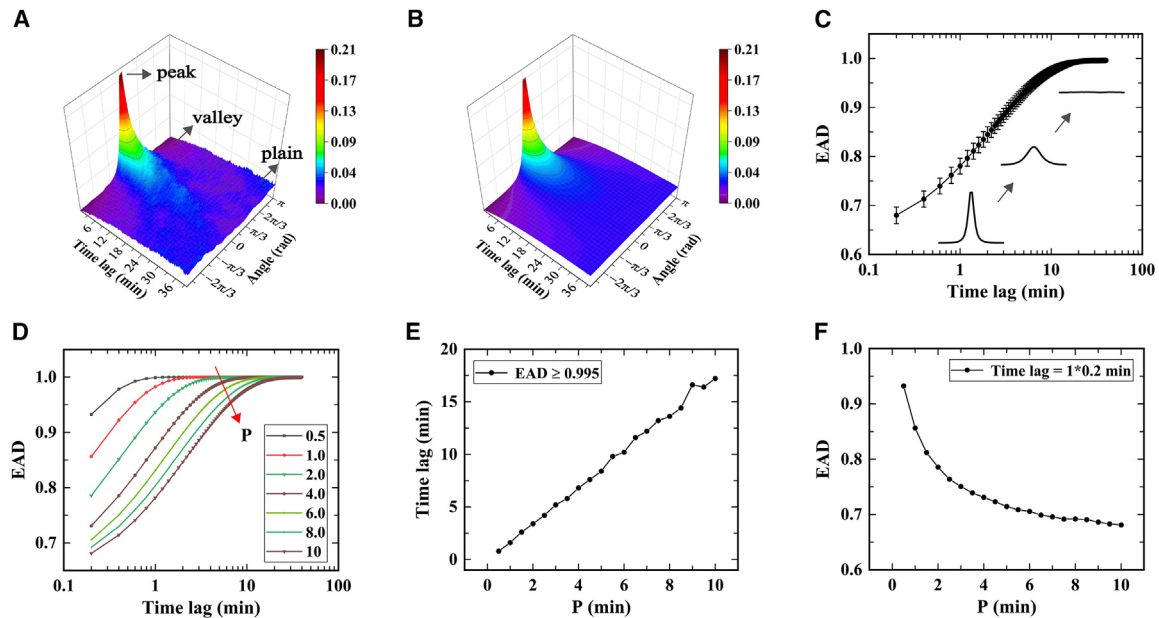 A
peak
valley
plain
0.21
0.17
0.13
0.09
0.04
0.00
6
12
18
24
30
36
Time lag (min)
−2π/3
−π/3
0
π/3
2π/3
π
Angle (rad)
B
0.21
0.17
0.13
0.09
0.04
0.00
6
12
18
24
30
36
Time lag (min)
−2π/3
−π/3
0
π/3
2π/3
π
Angle (rad)
C
EAD
1.0
0.9
0.8
0.7
0.6
0.1 1 10 100
Time lag (min)
D
EAD
1.0
0.9
0.8
0.7
P
0.5
1.0
2.0
4.0
6.0
8.0
10
0.1 1 10 100
Time lag (min)
E
Time lag (min)
20
15
10
5
0
EAD ≥ 0.995
0 2 4 6 8 10
P (min)
F
EAD
1.0
0.9
0.8
0.7
0.6
Time lag = 1*0.2 min
0 2 4 6 8 10
P (min)